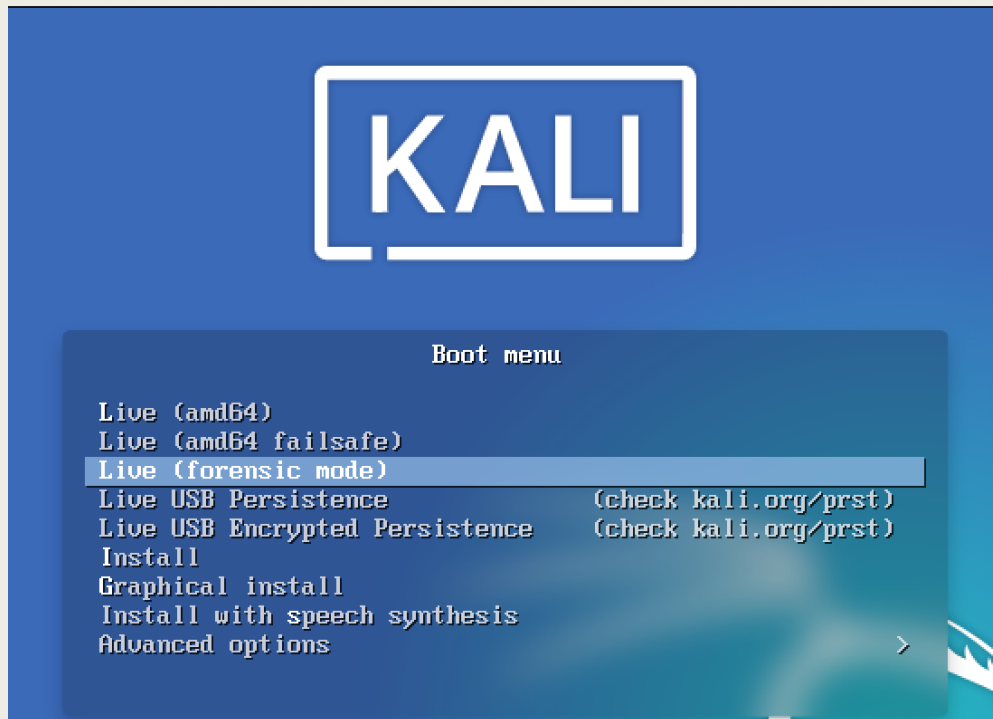 KALI
Boot menu
Live (amd64)
Live (amd64 failsafe)
Live (forensic mode)
Live USB Persistence (check kali.org/prst)
Live USB Encrypted Persistence (check kali.org/prst)
Install
Graphical install
Install with speech synthesis
Advanced options >